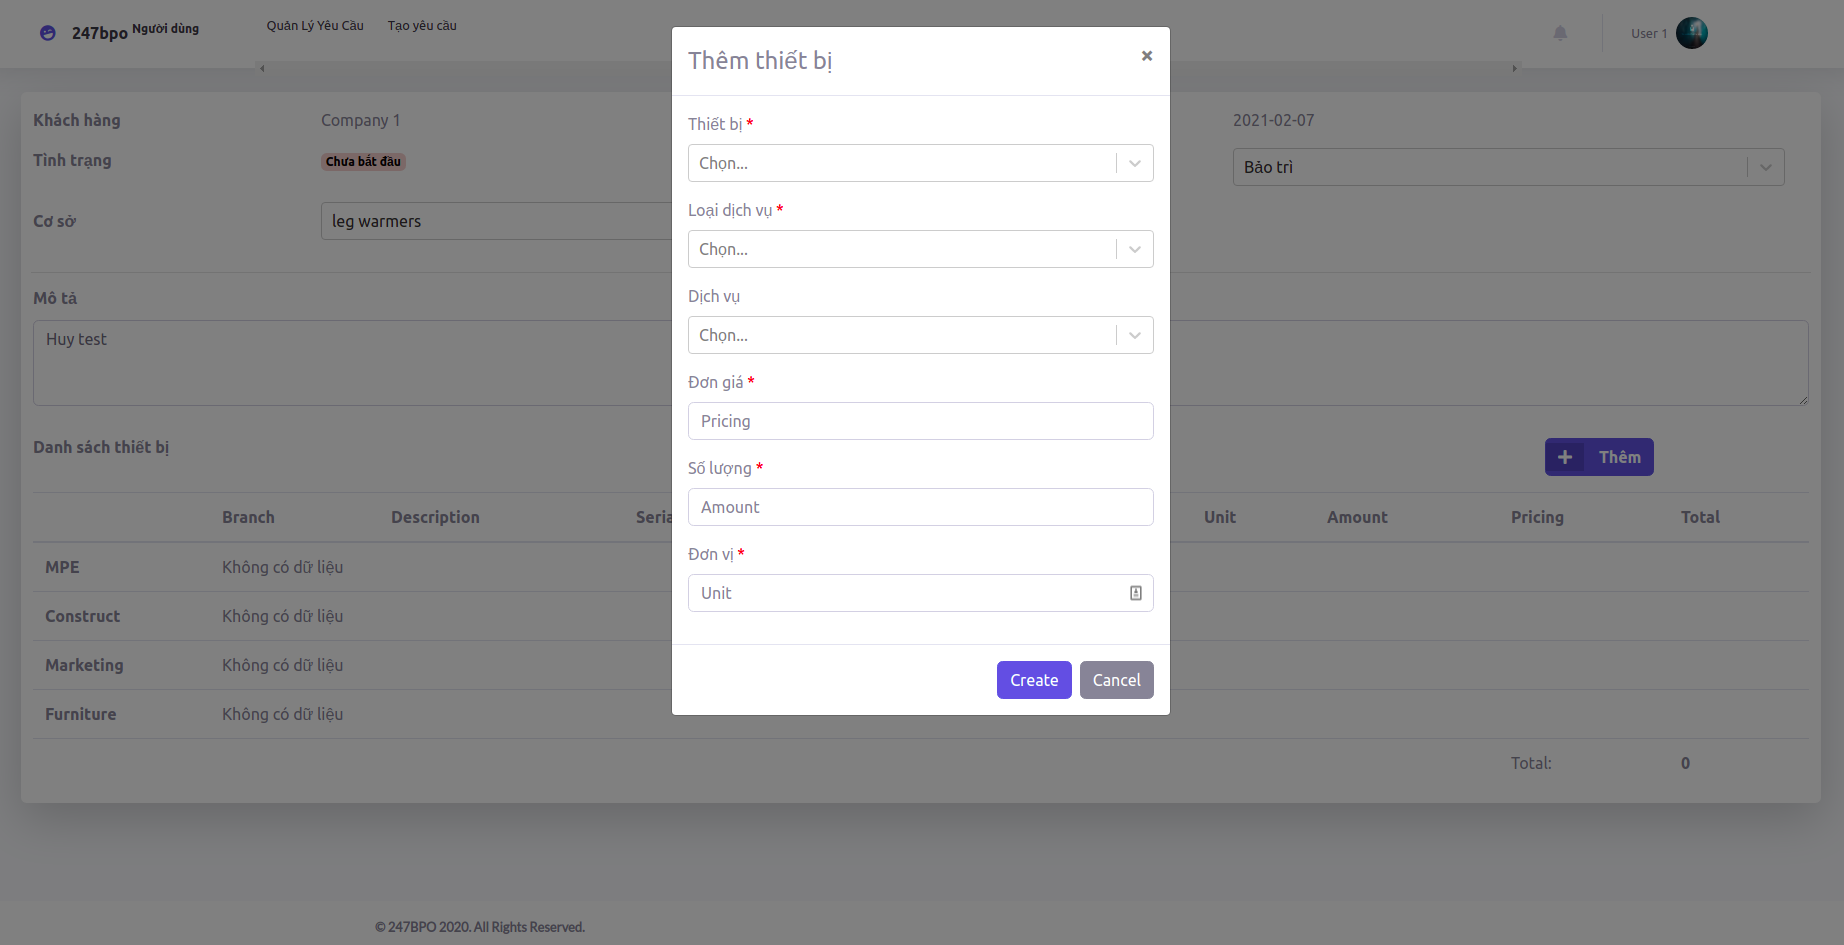 247bpo Người dùng
Quản Lý Yêu Cầu
Tạo yêu cầu
User 1
Thêm thiết bị
×
Khách hàng
Company 1
2021-02-07
Tình trạng
Chưa bắt đầu
Bảo trì
Cơ sở
leg warmers
Mô tả
Huy test
Danh sách thiết bị
Thêm
Branch Description Seria Unit Amount Pricing Total
MPE Không có dữ liệu
Construct Không có dữ liệu
Marketing Không có dữ liệu
Furniture Không có dữ liệu
Total: 0
Thiết bị *
Chọn...
Loại dịch vụ *
Chọn...
Dịch vụ
Chọn...
Đơn giá *
Pricing
Số lượng *
Amount
Đơn vị *
Unit
Create
Cancel
© 247BPO 2020. All Rights Reserved.